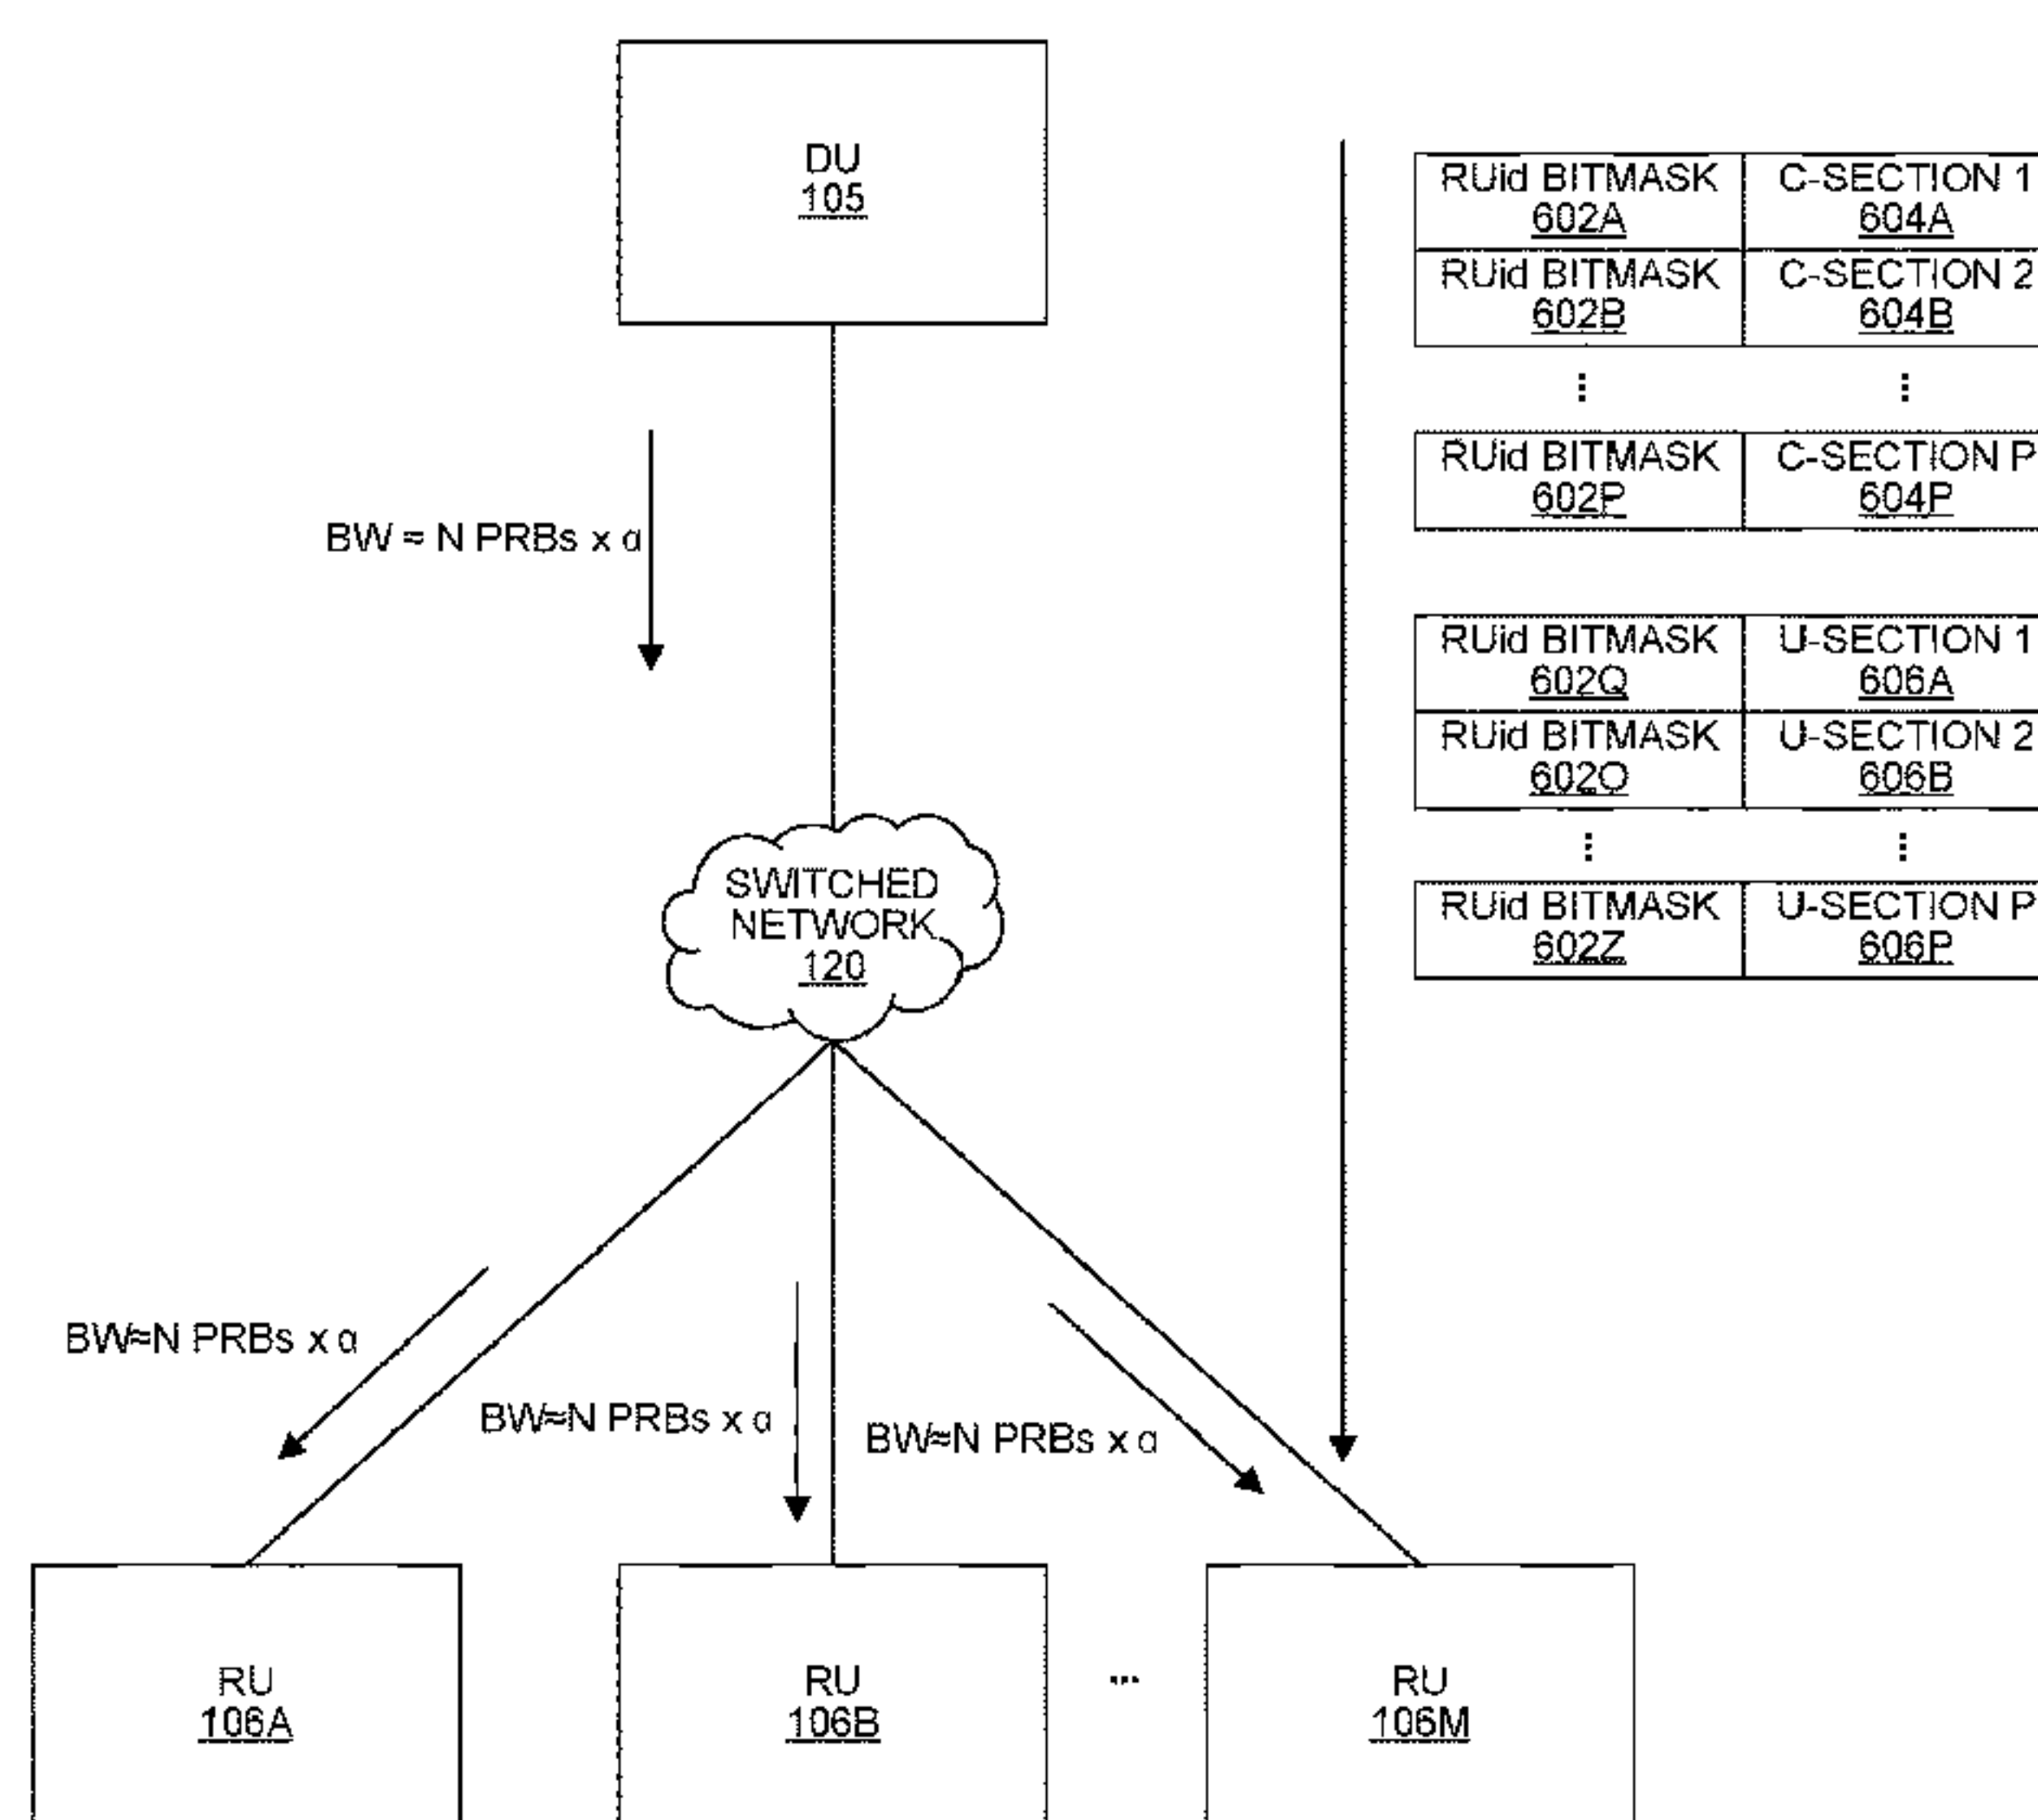 DU
105
RUid BITMASK C-SECTION 1
602A 604A
RUid BITMASK C-SECTION 2
602B 604B
⋮ ⋮
RUid BITMASK C-SECTION P
602P 604P
BW ≈ N PRBs x α
RUid BITMASK U-SECTION 1
602Q 606A
RUid BITMASK U-SECTION 2
602O 606B
⋮ ⋮
RUid BITMASK U-SECTION P
602Z 606P
SWITCHED
NETWORK
120
BW≈N PRBs x α
BW≈N PRBs x α
BW≈N PRBs x α
RU
106A
RU
106B
...
RU
106M